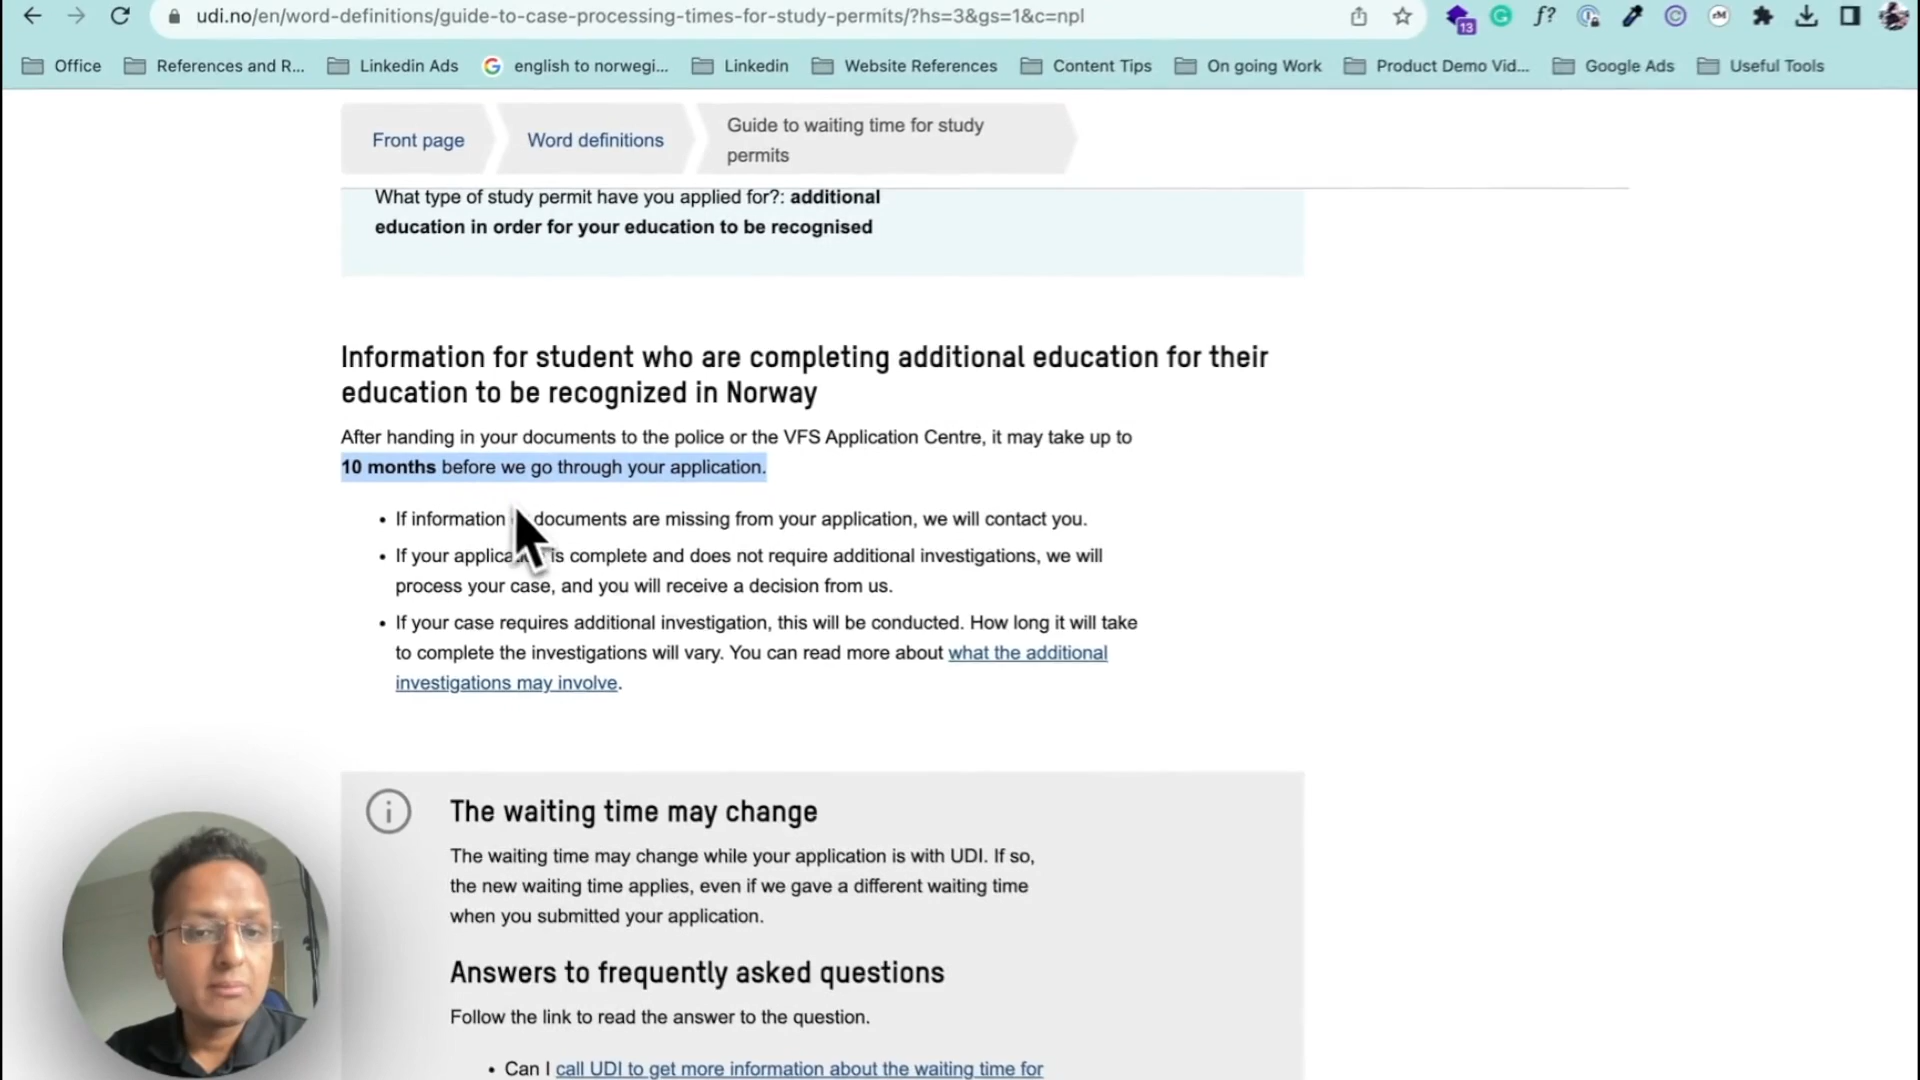 udi.no/en/word-definitions/guide-to-case-processing-times-for-study-permits/?hs=3&gs=1&c=npl
f?
13
Office
References and R...
Linkedin Ads
english to norwegi...
Linkedin
Website References
Content Tips
On going Work
Product Demo Vid...
Google Ads
Useful Tools
Front page
Word definitions
Guide to waiting time for study
permits
What type of study permit have you applied for?: additional
education in order for your education to be recognised
Information for student who are completing additional education for their
education to be recognized in Norway
After handing in your documents to the police or the VFS Application Centre, it may take up to
10 months before we go through your application.
• If information documents are missing from your application, we will contact you.
• If your applica is complete and does not require additional investigations, we will
process your case, and you will receive a decision from us.
• If your case requires additional investigation, this will be conducted. How long it will take
to complete the investigations will vary. You can read more about what the additional
investigations may involve.
The waiting time may change
The waiting time may change while your application is with UDI. If so,
the new waiting time applies, even if we gave a different waiting time
when you submitted your application.
Answers to frequently asked questions
Follow the link to read the answer to the question.
• Can I call UDI to get more information about the waiting time for